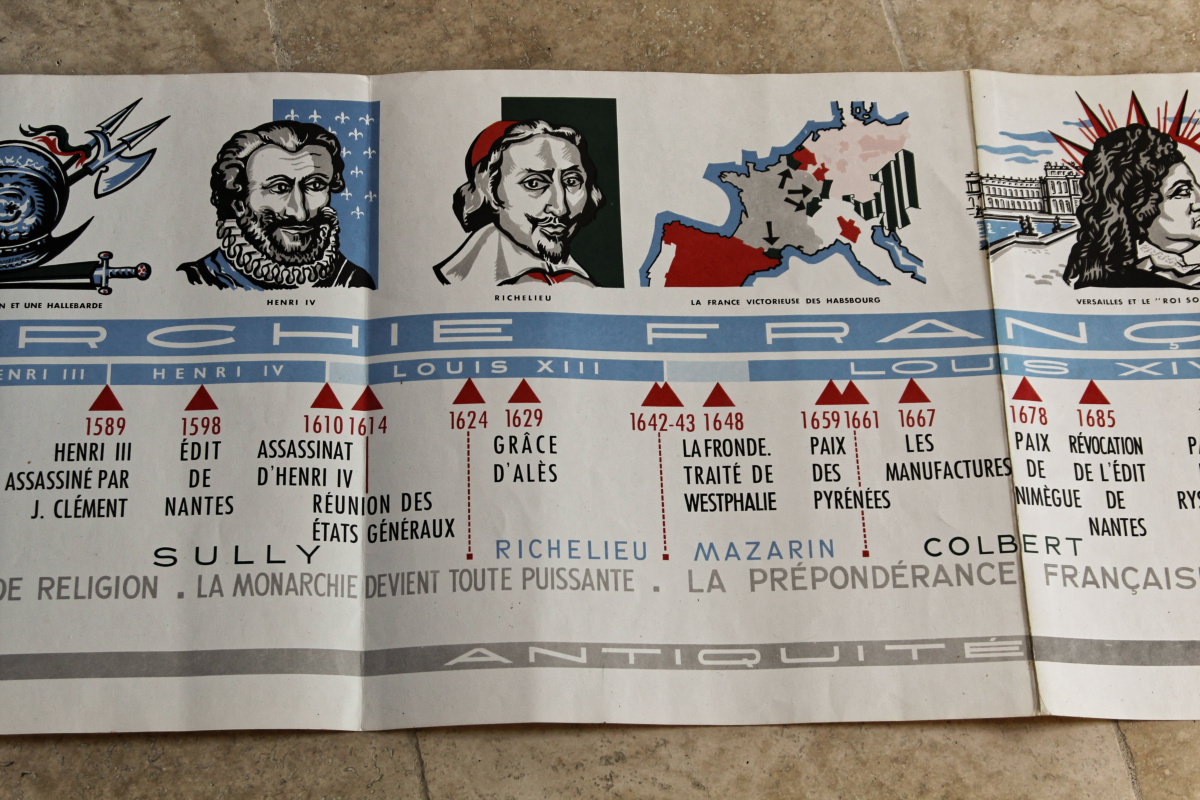 N ET UNE HALLEBARDE
HENRI IV
RICHELIEU
LA FRANCE VICTORIEUSE DES HABSBOURG
VERSAILLES ET LE "ROI SO
RCHIE FRANÇ
ENRI III
HENRI IV
LOUIS XIII
LOUIS XIV
1589
HENRI III
ASSASSINÉ PAR
J. CLÉMENT
1598
ÉDIT
DE
NANTES
1610
ASSASSINAT
D'HENRI IV
1614
RÉUNION DES
ÉTATS GÉNÉRAUX
1624
1629
GRÂCE
D'ALÈS
1642-43
1648
LA FRONDE.
TRAITÉ DE
WESTPHALIE
1659
PAIX
DES
PYRÉNÉES
1661
1667
LES
MANUFACTURES
1678
PAIX
DE
NIMÈGUE
1685
RÉVOCATION
DE L'ÉDIT
DE
NANTES
P
RYS
SULLY
RICHELIEU
MAZARIN
COLBERT
DE RELIGION . LA MONARCHIE DEVIENT TOUTE PUISSANTE . LA PRÉPONDÉRANCE FRANÇAIS
ANTIQUITÉ